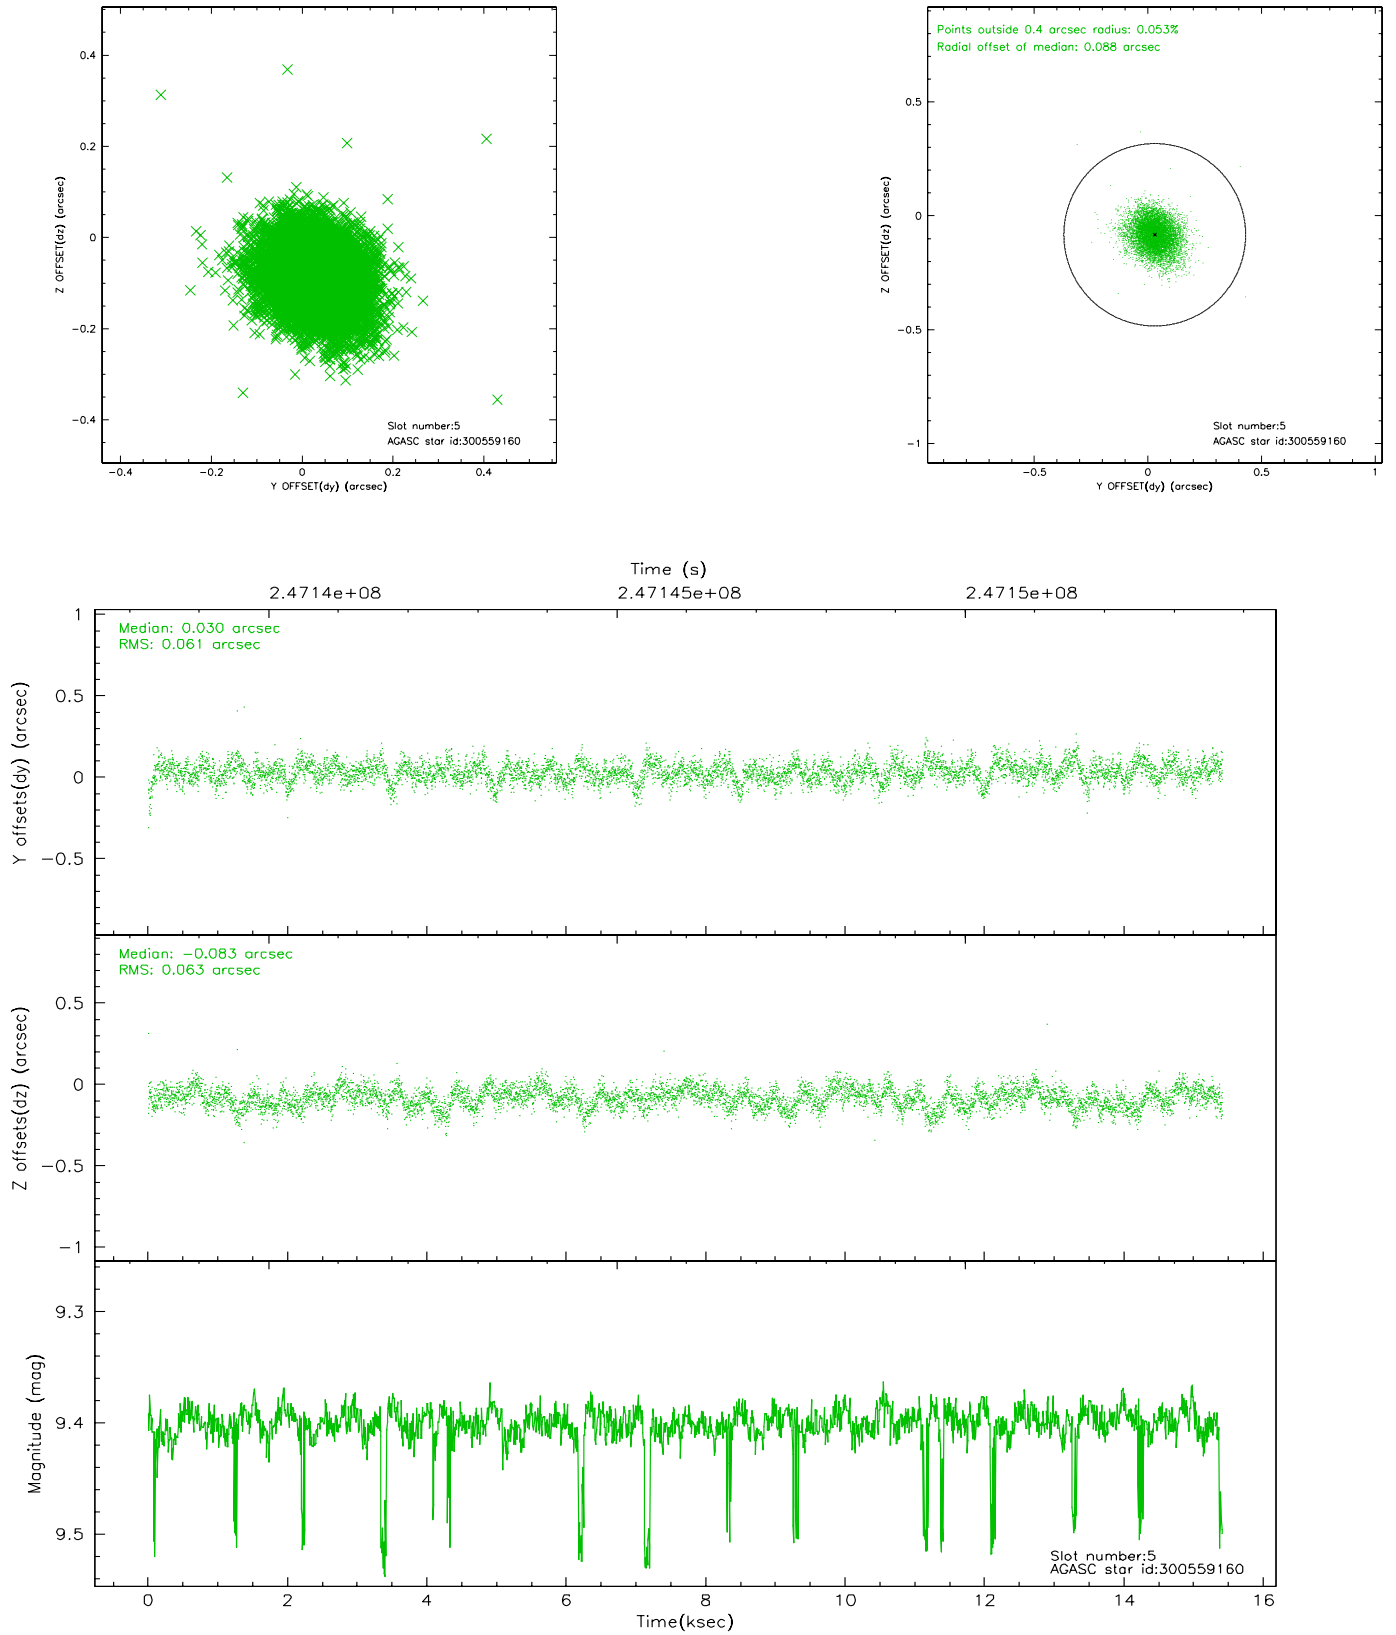 0.4
0.2
0
−0.2
−0.4
Z OFFSET(dz) (arcsec)
−0.4
−0.2
0
0.2
0.4
Y OFFSET(dy) (arcsec)
Slot number:5
AGASC star id:300559160
Points outside 0.4 arcsec radius: 0.053%
Radial offset of median: 0.088 arcsec
0.5
0
−0.5
−1
Z OFFSET(dz) (arcsec)
−0.5
0
0.5
1
Y OFFSET(dy) (arcsec)
Slot number:5
AGASC star id:300559160
Time (s)
2.4714e+08
2.47145e+08
2.4715e+08
Median: 0.030 arcsec
RMS: 0.061 arcsec
1
0.5
0
−0.5
Y offsets(dy) (arcsec)
Median: −0.083 arcsec
RMS: 0.063 arcsec
0.5
0
−0.5
−1
Z offsets(dz) (arcsec)
9.3
9.4
9.5
Magnitude (mag)
Slot number:5
AGASC star id:300559160
0
2
4
6
8
10
12
14
16
Time(ksec)